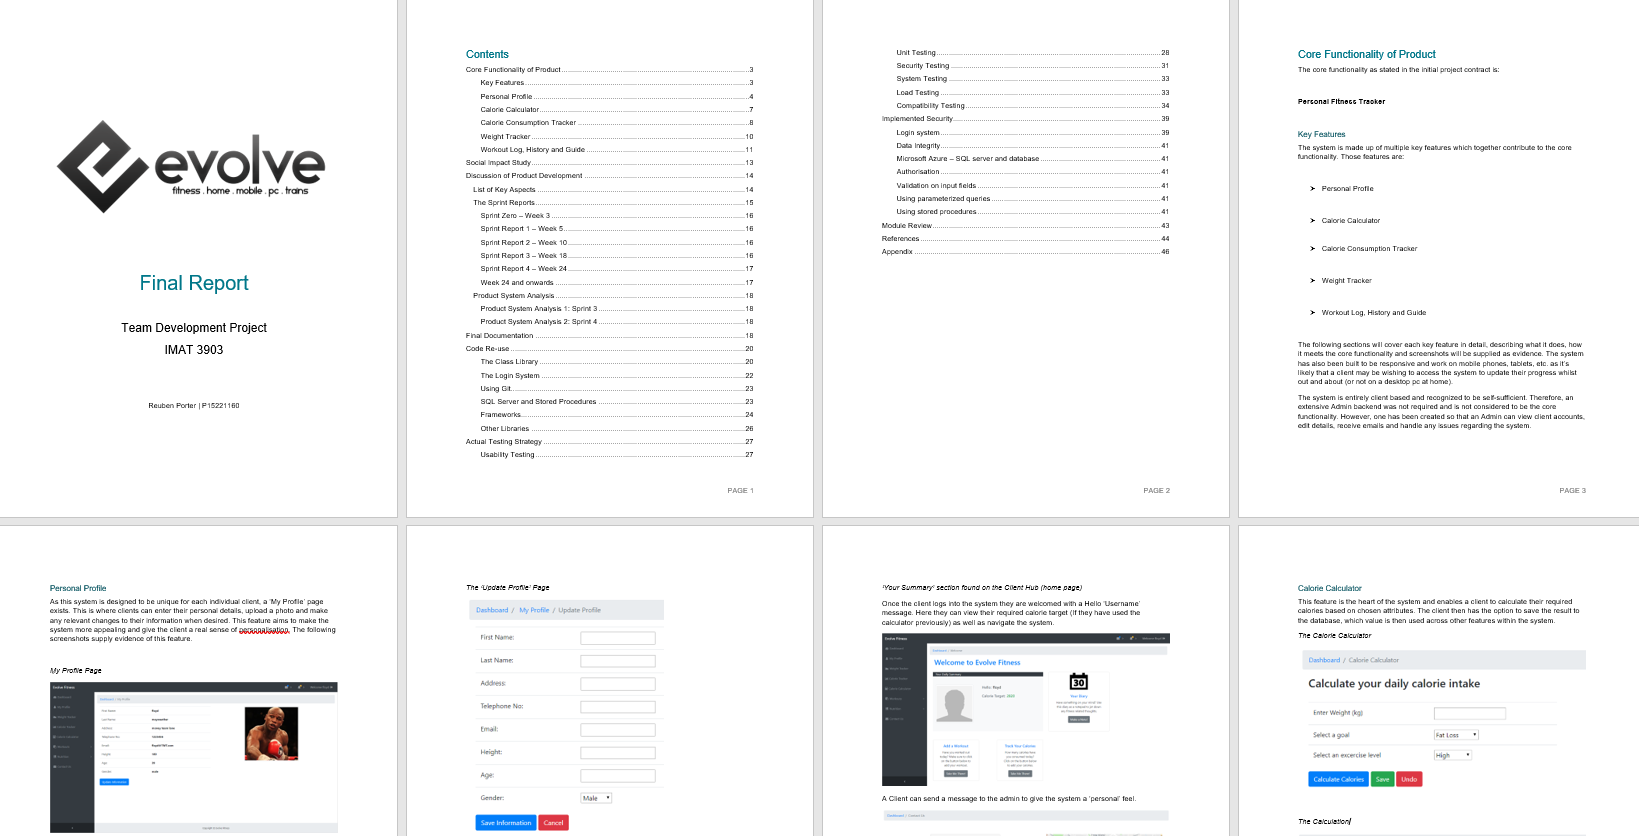 evolve
fitness . home . mobile . pc . trains
Final Report
Team Development Project
IMAT 3903
Reuben Porter | P15221160
Contents
Core Functionality of Product 3
Key Features 3
Personal Profile 4
Calorie Calculator 7
Calorie Consumption Tracker 8
Weight Tracker 10
Workout Log, History and Guide 11
Social Impact Study 13
Discussion of Product Development 14
List of Key Aspects 14
The Sprint Reports 15
Sprint Zero – Week 3 16
Sprint Report 1 – Week 5 16
Sprint Report 2 – Week 10 16
Sprint Report 3 – Week 18 16
Sprint Report 4 – Week 24 17
Week 24 and onwards 17
Product System Analysis 18
Product System Analysis 1: Sprint 3 18
Product System Analysis 2: Sprint 4 18
Final Documentation 18
Code Re-use 20
The Class Library 20
The Login System 22
Using Git 23
SQL Server and Stored Procedures 23
Frameworks 24
Other Libraries 26
Actual Testing Strategy 27
Usability Testing 27
PAGE 1
Unit Testing 28
Security Testing 31
System Testing 33
Load Testing 33
Compatibility Testing 34
Implemented Security 39
Login system 39
Data Integrity 41
Microsoft Azure – SQL server and database 41
Authorisation 41
Validation on input fields 41
Using parameterized queries 41
Using stored procedures 41
Module Review 43
References 44
Appendix 46
PAGE 2
Core Functionality of Product
The core functionality as stated in the initial project contract is:
Personal Fitness Tracker
Key Features
The system is made up of multiple key features which together contribute to the core
functionality. Those features are:
➤ Personal Profile
➤ Calorie Calculator
➤ Calorie Consumption Tracker
➤ Weight Tracker
➤ Workout Log, History and Guide
The following sections will cover each key feature in detail, describing what it does, how
it meets the core functionality and screenshots will be supplied as evidence. The system
has also been built to be responsive and work on mobile phones, tablets, etc. as it's
likely that a client may be wishing to access the system to update their progress whilst
out and about (or not on a desktop pc at home).
The system is entirely client based and recognized to be self-sufficient. Therefore, an
extensive Admin backend was not required and is not considered to be the core
functionality. However, one has been created so that an Admin can view client accounts,
edit details, receive emails and handle any issues regarding the system.
PAGE 3
Personal Profile
As this system is designed to be unique for each individual client, a 'My Profile' page
exists. This is where clients can enter their personal details, upload a photo and make
any relevant changes to their information when desired. This feature aims to make the
system more appealing and give the client a real sense of personalisation. The following
screenshots supply evidence of this feature.
My Profile Page
Evolve Fitness
The 'Update Profile' Page
Dashboard / My Profile / Update Profile
First Name:
Last Name:
Address:
Telephone No:
Email:
Height:
Age:
Gender: Male
Save Information Cancel
'Your Summary' section found on the Client Hub (home page)
Once the client logs into the system they are welcomed with a Hello 'Username'
message. Here they can view their required calorie target (if they have used the
calculator previously) as well as navigate the system.
Evolve Fitness
Welcome to Evolve Fitness
Your Daily Summary
30
Your Diary
Add a Workout
Track Your Calories
A Client can send a message to the admin to give the system a 'personal' feel.
Calorie Calculator
This feature is the heart of the system and enables a client to calculate their required
calories based on chosen attributes. The client then has the option to save the result to
the database, which value is then used across other features within the system.
The Calorie Calculator
Dashboard / Calorie Calculator
Calculate your daily calorie intake
Enter Weight (kg)
Select a goal Fat Loss
Select an excercise level High
Calculate Calories Save Undo
The Calculation